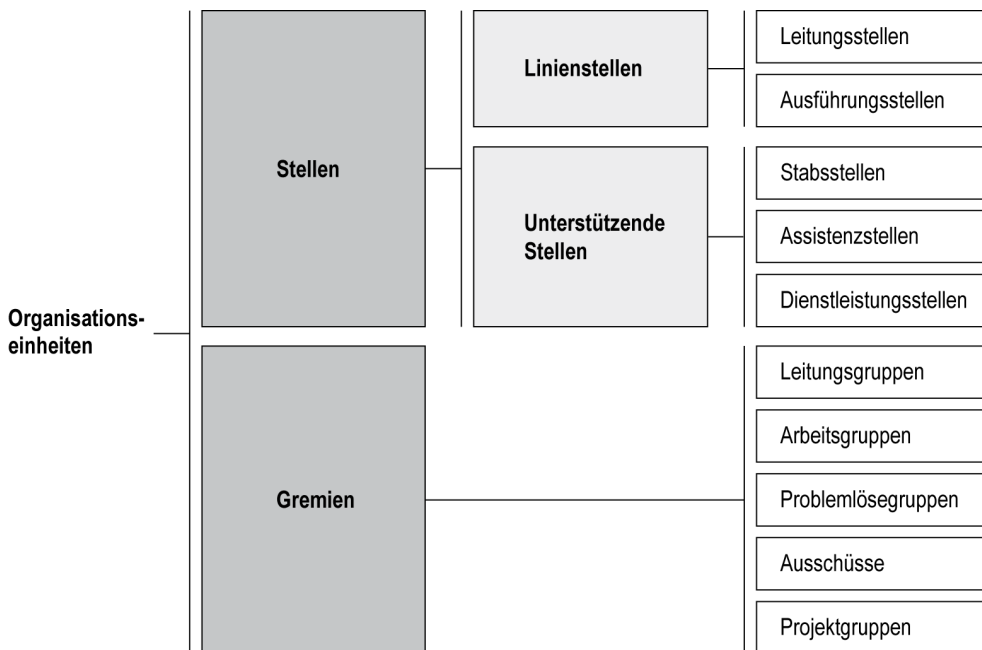 Organisations-
einheiten
Stellen
Linienstellen
Leitungsstellen
Ausführungsstellen
Unterstützende
Stellen
Stabsstellen
Assistenzstellen
Dienstleistungsstellen
Gremien
Leitungsgruppen
Arbeitsgruppen
Problemlösegruppen
Ausschüsse
Projektgruppen